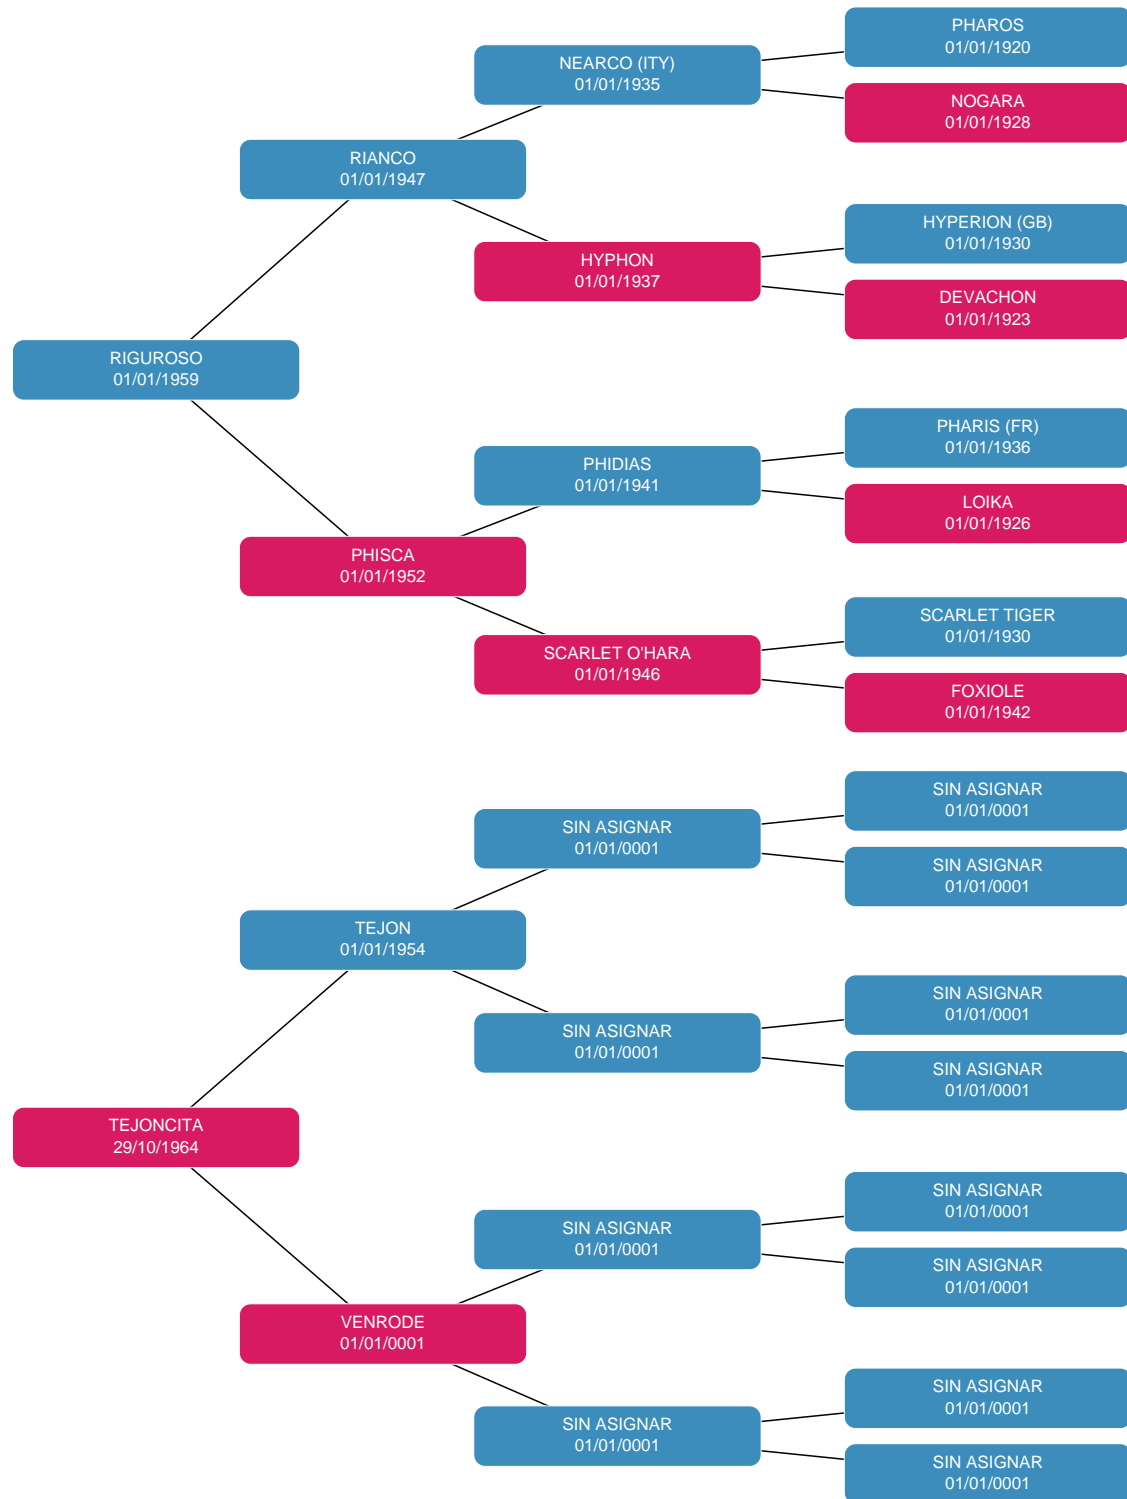 PHAROS
01/01/1920
NEARCO (ITY)
01/01/1935
NOGARA
01/01/1928
RIANCO
01/01/1947
HYPERION (GB)
01/01/1930
HYPHON
01/01/1937
DEVACHON
01/01/1923
RIGUROSO
01/01/1959
PHARIS (FR)
01/01/1936
PHIDIAS
01/01/1941
LOIKA
01/01/1926
PHISCA
01/01/1952
SCARLET TIGER
01/01/1930
SCARLET O'HARA
01/01/1946
FOXIOLE
01/01/1942
SIN ASIGNAR
01/01/0001
SIN ASIGNAR
01/01/0001
SIN ASIGNAR
01/01/0001
TEJON
01/01/1954
SIN ASIGNAR
01/01/0001
SIN ASIGNAR
01/01/0001
SIN ASIGNAR
01/01/0001
TEJONCITA
29/10/1964
SIN ASIGNAR
01/01/0001
SIN ASIGNAR
01/01/0001
SIN ASIGNAR
01/01/0001
VENRODE
01/01/0001
SIN ASIGNAR
01/01/0001
SIN ASIGNAR
01/01/0001
SIN ASIGNAR
01/01/0001